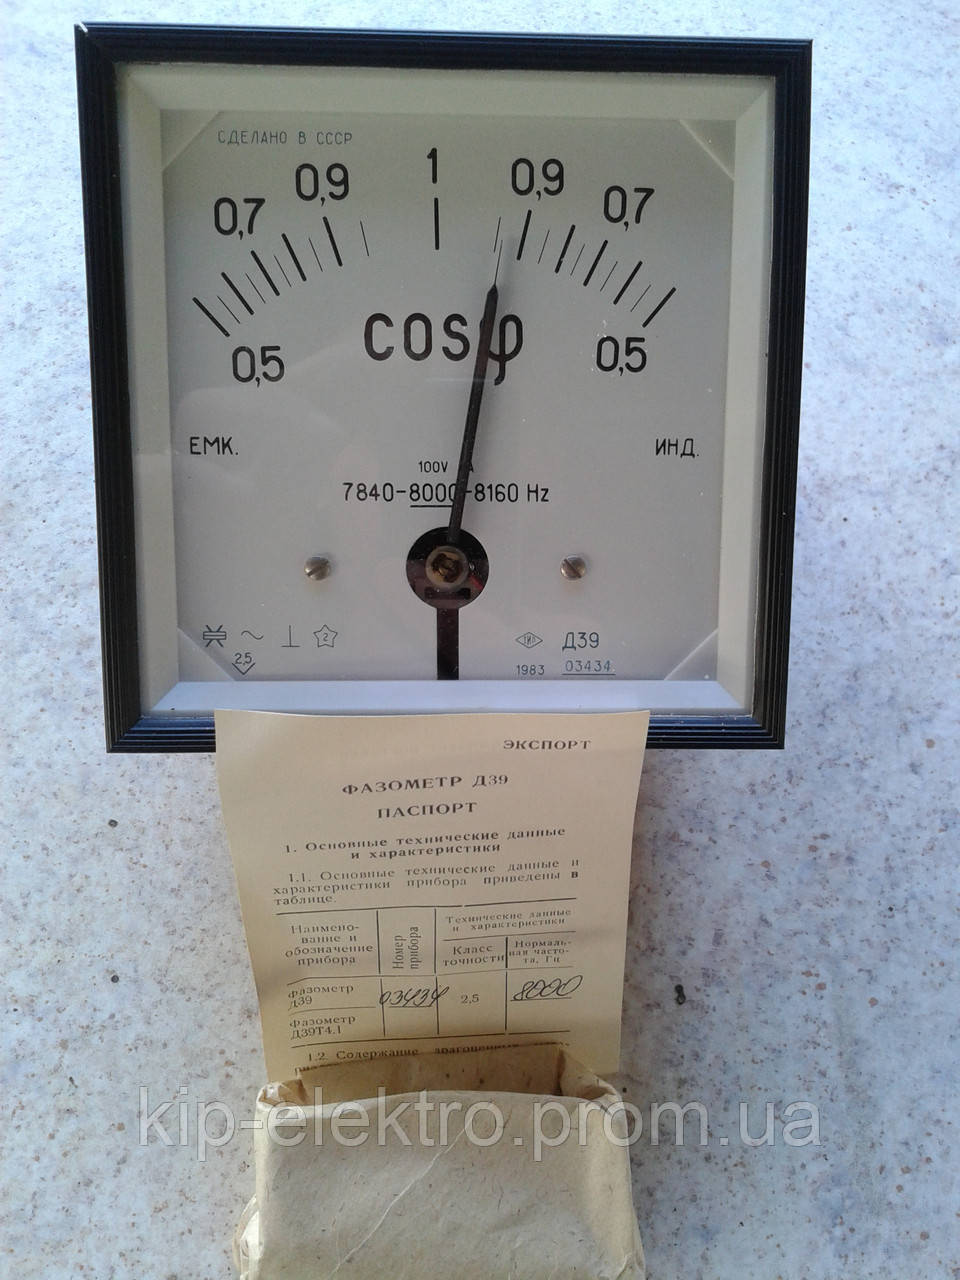 СДЕЛАНО В СССР
0,5 0,7 0,9 1 0,9 0,7 0,5
cosφ
ЕМК. ИНД.
100V A
7840-8000-8160 Hz
2,5
2
ТИП Д39
1983 03434
ЭКСПОРТ
ФАЗОМЕТР Д39
ПАСПОРТ
1. Основные технические данные
и характеристики
1.1. Основные технические данные и
характеристики прибора приведены в
таблице.
Наимено-
вание и
обозначение
прибора
Номер
прибора
Технические данные
и характеристики
Класс
точности
Нормаль-
ная часто-
та, Гц
Фазометр
Д39 03434 2,5 8000
Фазометр
Д39Т4.1
1.2. Содержание драгоценных
kip-elektro.prom.ua